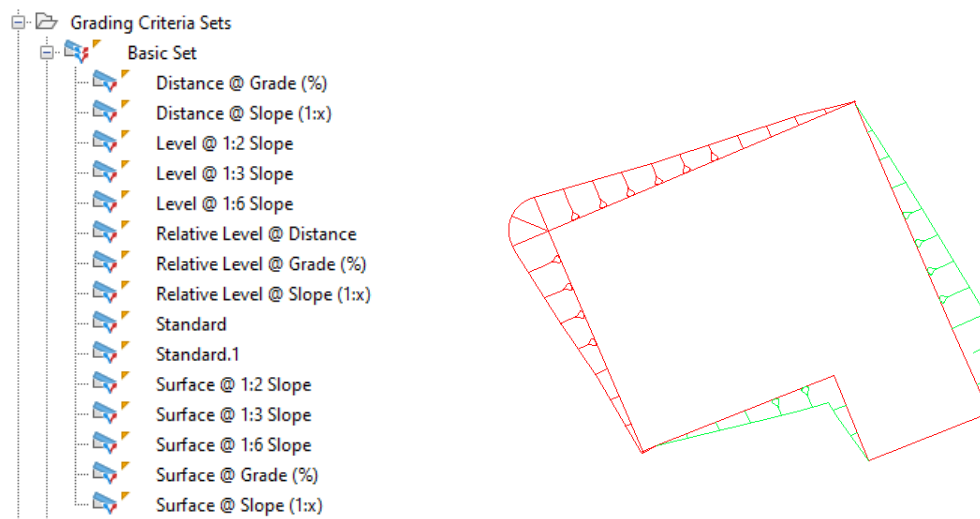 Grading Criteria Sets
Basic Set
Distance @ Grade (%)
Distance @ Slope (1:x)
Level @ 1:2 Slope
Level @ 1:3 Slope
Level @ 1:6 Slope
Relative Level @ Distance
Relative Level @ Grade (%)
Relative Level @ Slope (1:x)
Standard
Standard.1
Surface @ 1:2 Slope
Surface @ 1:3 Slope
Surface @ 1:6 Slope
Surface @ Grade (%)
Surface @ Slope (1:x)